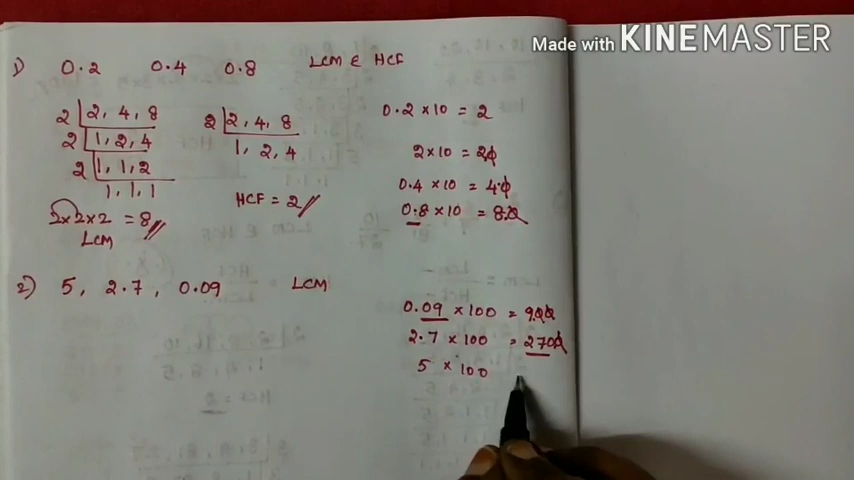 Made with KINEMASTER
1) 0.2 0.4 0.8 LCM & HCF
2 | 2, 4, 8
2 | 1, 2, 4
2 | 1, 1, 2
1, 1, 1
2×2×2 = 8
LCM
2 | 2, 4, 8
1, 2, 4
HCF = 2
0.2 ×10 = 2
2×10 = 20
0.4 ×10 = 40
0.8 ×10 = 80
2) 5, 2.7, 0.09 LCM
0.09 ×100 = 900
2.7 ×100 = 2700
5 × 100